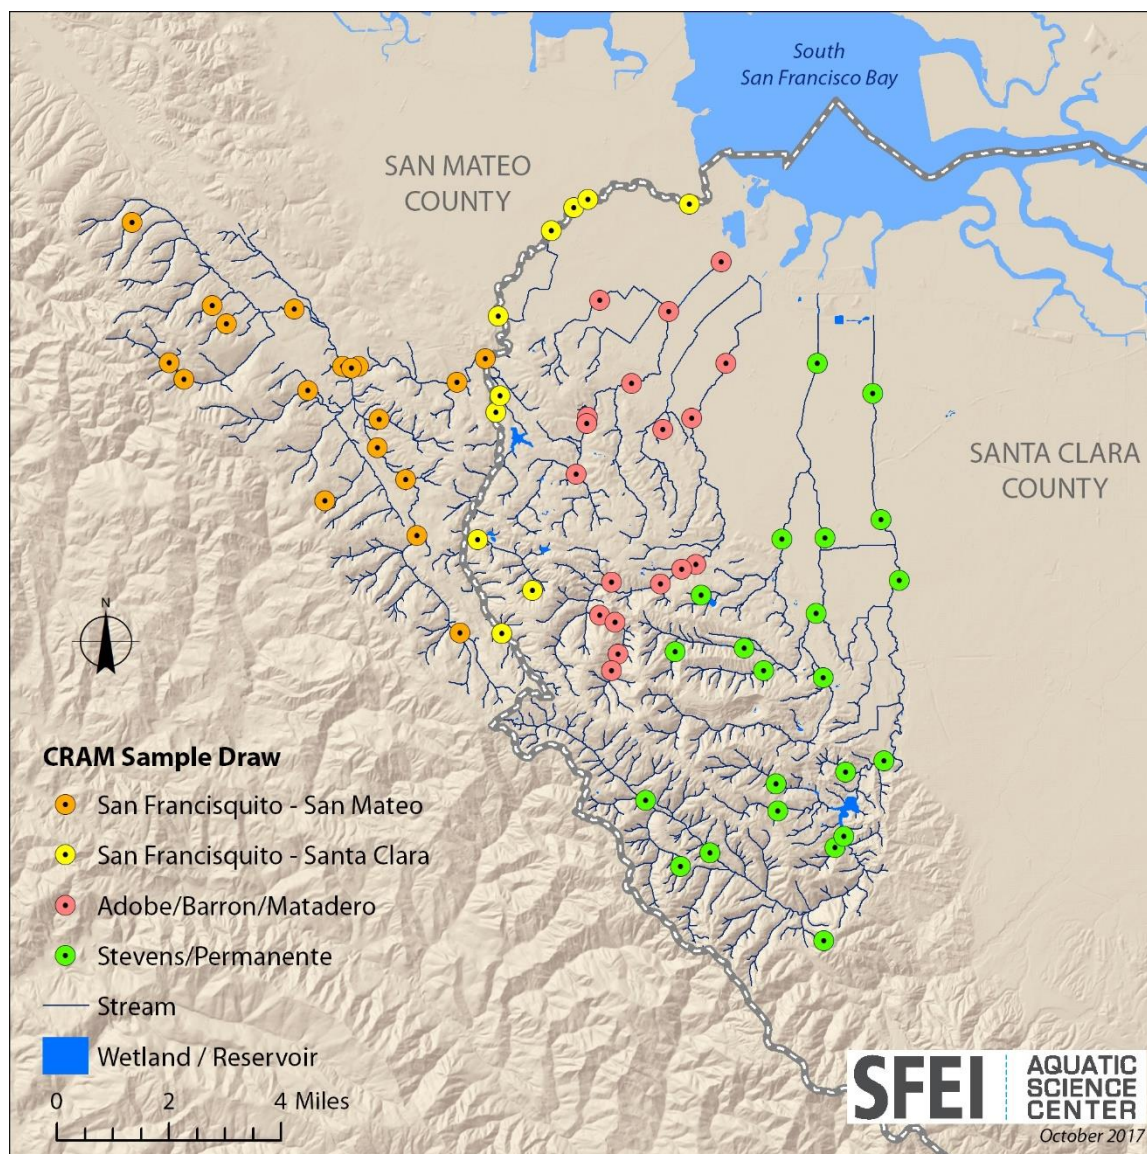 South
San Francisco Bay
SAN MATEO
COUNTY
SANTA CLARA
COUNTY
N
CRAM Sample Draw
San Francisquito - San Mateo
San Francisquito - Santa Clara
Adobe/Barron/Matadero
Stevens/Permanente
Stream
Wetland / Reservoir
0 2 4 Miles
SFEI
AQUATIC
SCIENCE
CENTER
October 2017